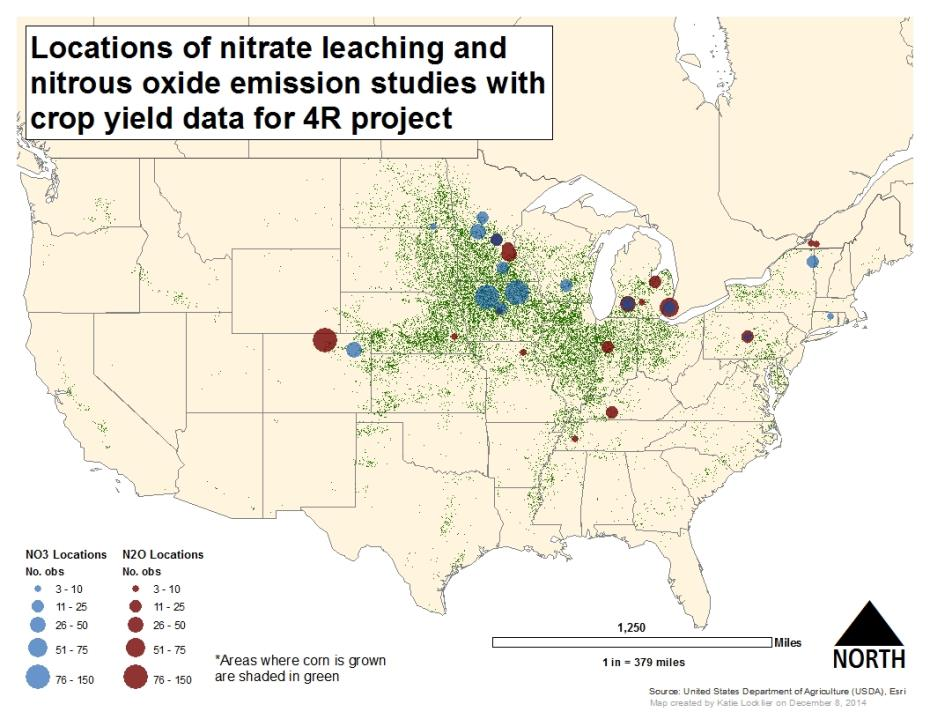 Locations of nitrate leaching and
nitrous oxide emission studies with
crop yield data for 4R project
NO3 Locations N2O Locations
No. obs No. obs
3 - 10 3 - 10
11 - 25 11 - 25
26 - 50 26 - 50
51 - 75 51 - 75
76 - 150 76 - 150
*Areas where corn is grown
are shaded in green
1,250
Miles
1 in = 379 miles
NORTH
Source: United States Department of Agriculture (USDA), Esri
Map created by Katie Locklier on December 8, 2014